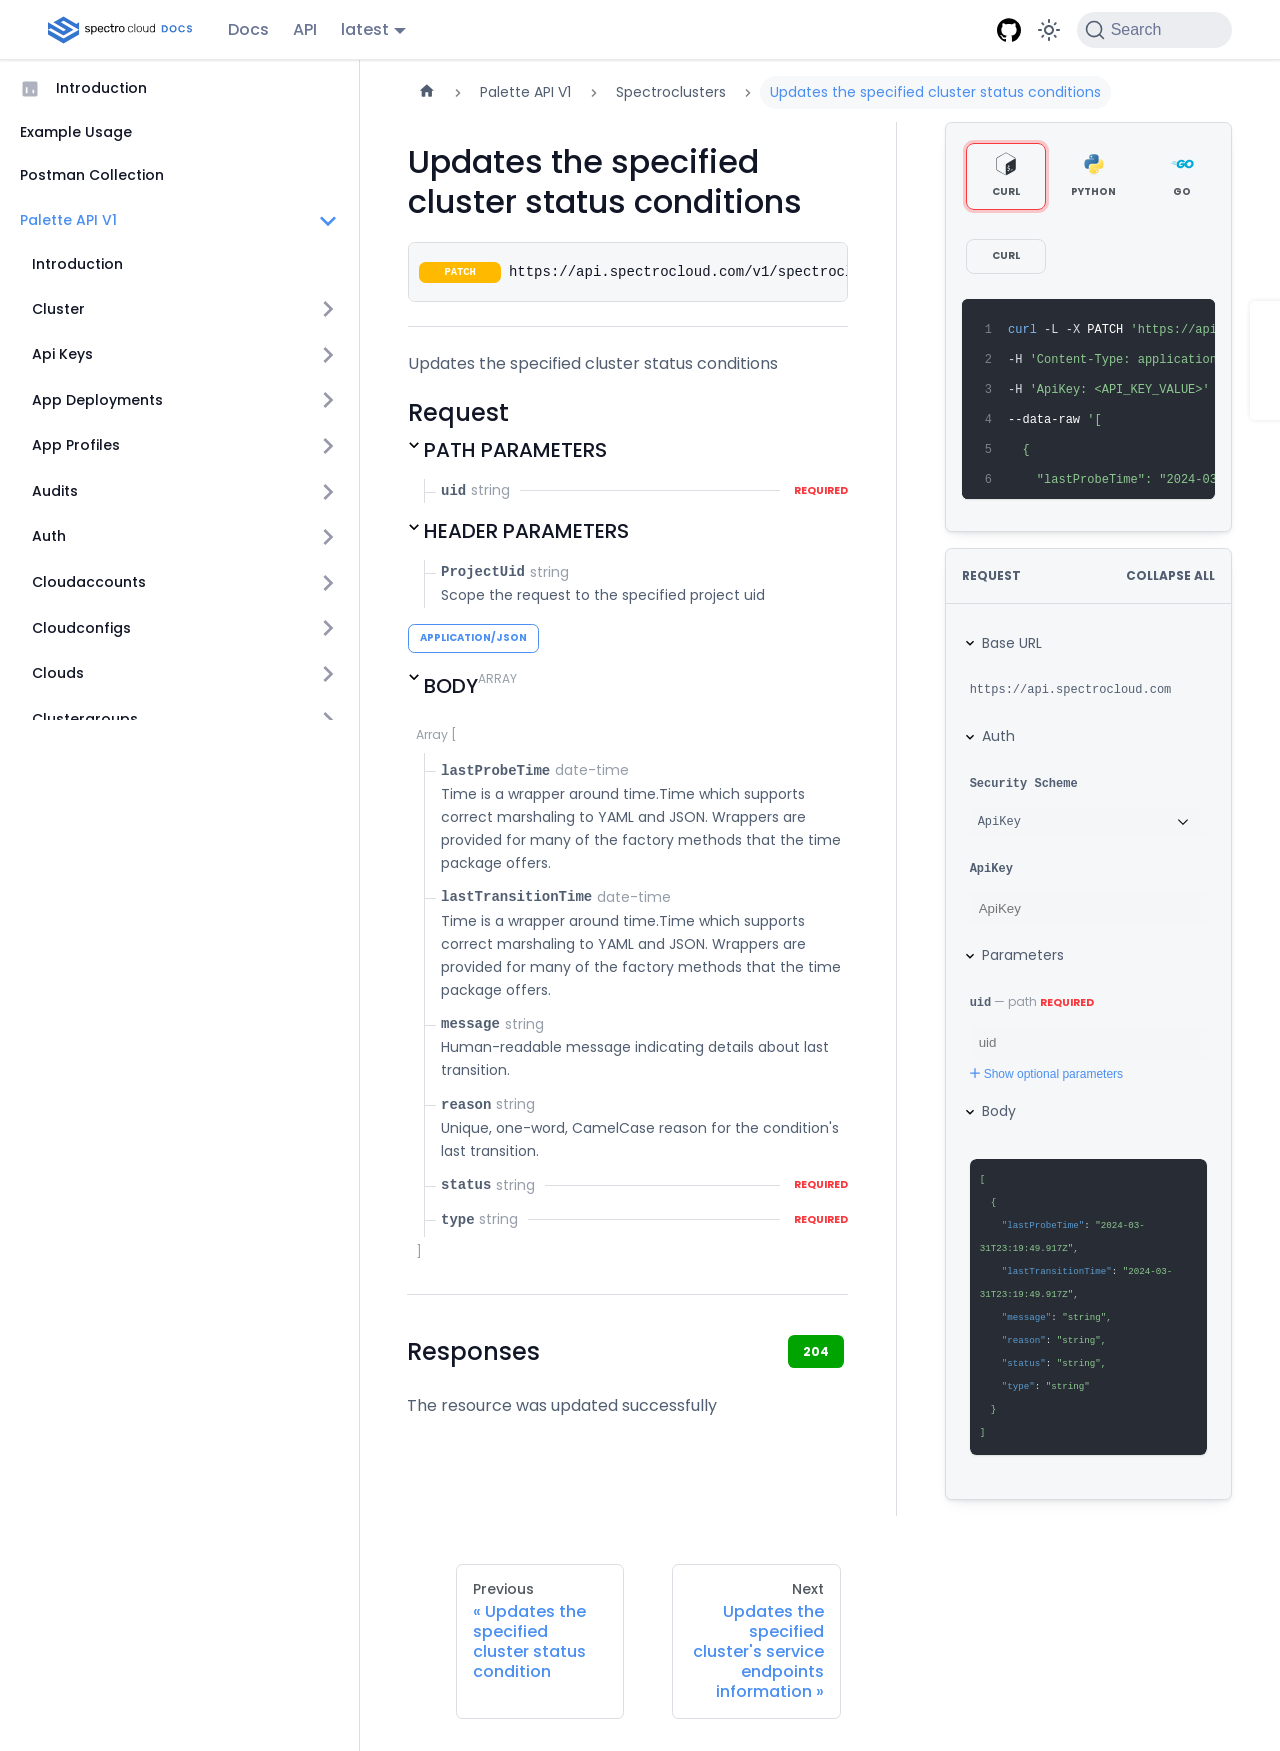 spectro cloud DOCS
Docs
API
latest
Search
Introduction
Example Usage
Postman Collection
Palette API V1
Introduction
Cluster
Api Keys
App Deployments
App Profiles
Audits
Auth
Cloudaccounts
Cloudconfigs
Clouds
Clustergroups
Palette API V1
Spectroclusters
Updates the specified cluster status conditions
Updates the specified
cluster status conditions
PATCH https://api.spectrocloud.com/v1/spectrocl
Updates the specified cluster status conditions
Request
PATH PARAMETERS
uid string REQUIRED
HEADER PARAMETERS
ProjectUid string
Scope the request to the specified project uid
APPLICATION/JSON
BODY ARRAY
Array [
lastProbeTime date-time
Time is a wrapper around time.Time which supports
correct marshaling to YAML and JSON. Wrappers are
provided for many of the factory methods that the time
package offers.
lastTransitionTime date-time
Time is a wrapper around time.Time which supports
correct marshaling to YAML and JSON. Wrappers are
provided for many of the factory methods that the time
package offers.
message string
Human-readable message indicating details about last
transition.
reason string
Unique, one-word, CamelCase reason for the condition's
last transition.
status string REQUIRED
type string REQUIRED
]
Responses
204
The resource was updated successfully
Previous
« Updates the
specified
cluster status
condition
Next
Updates the
specified
cluster's service
endpoints
information »
CURL
PYTHON
GO
CURL
1 curl -L -X PATCH 'https://api
2 -H 'Content-Type: application
3 -H 'ApiKey: <API_KEY_VALUE>'
4 --data-raw '[
5 {
6 "lastProbeTime": "2024-03
REQUEST
COLLAPSE ALL
Base URL
https://api.spectrocloud.com
Auth
Security Scheme
ApiKey
ApiKey
ApiKey
Parameters
uid — path REQUIRED
uid
Show optional parameters
Body
[
{
"lastProbeTime": "2024-03-
31T23:19:49.917Z",
"lastTransitionTime": "2024-03-
31T23:19:49.917Z",
"message": "string",
"reason": "string",
"status": "string",
"type": "string"
}
]